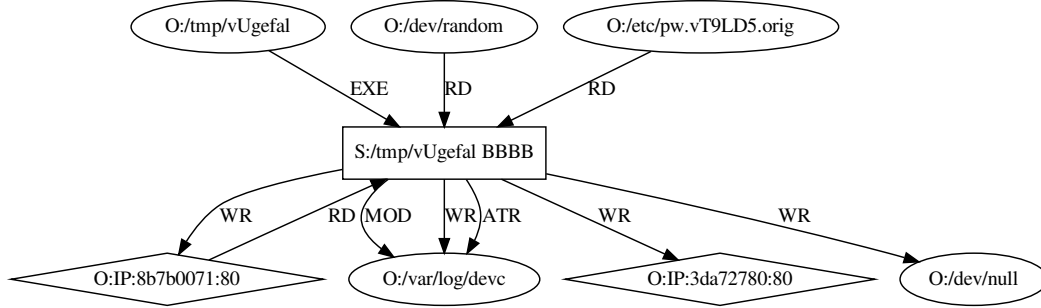 O:/tmp/vUgefal
O:/dev/random
O:/etc/pw.vT9LD5.orig
EXE
RD
RD
S:/tmp/vUgefal BBBB
WR
RD
MOD
WR
ATR
WR
WR
O:IP:8b7b0071:80
O:/var/log/devc
O:IP:3da72780:80
O:/dev/null